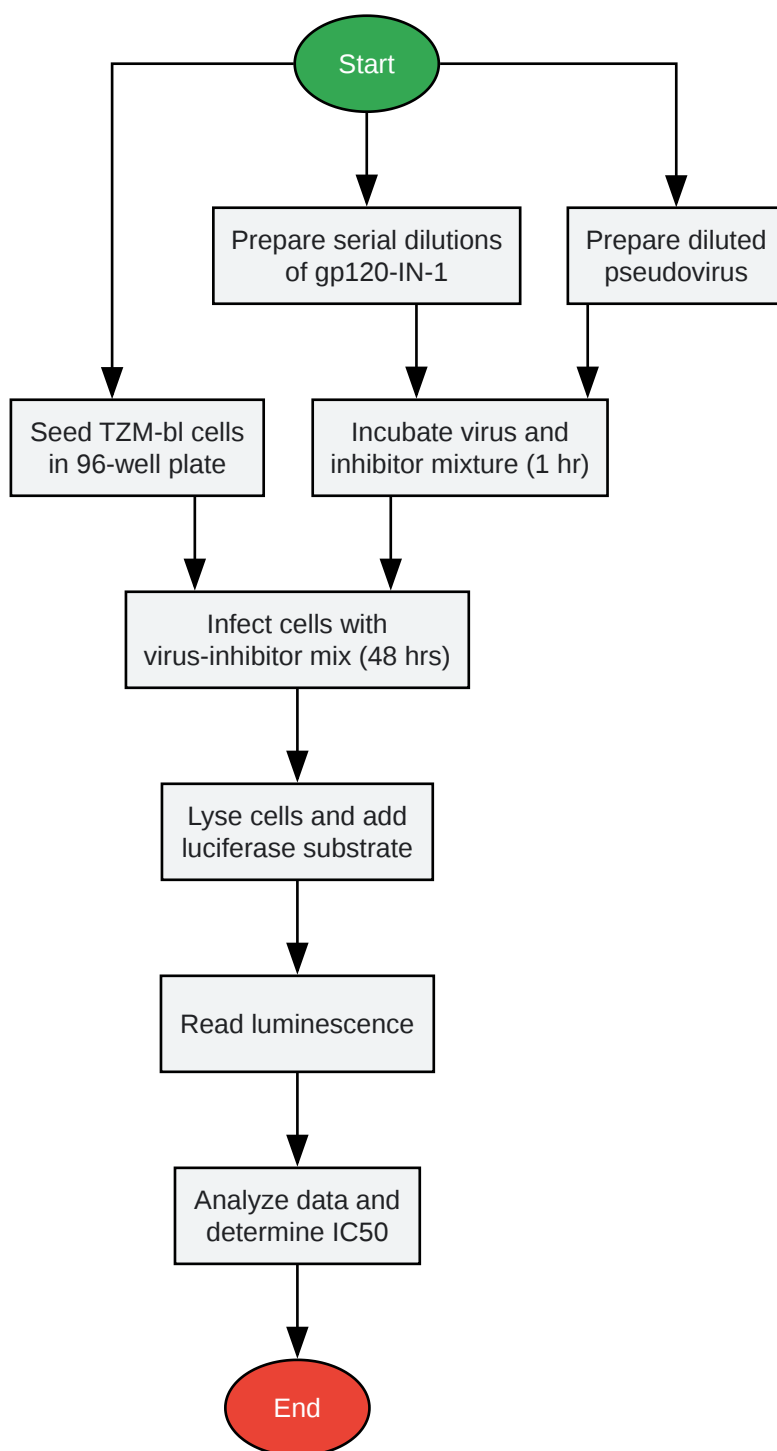 Start
Prepare serial dilutions
of gp120-IN-1
Prepare diluted
pseudovirus
Seed TZM-bl cells
in 96-well plate
Incubate virus and
inhibitor mixture (1 hr)
Infect cells with
virus-inhibitor mix (48 hrs)
Lyse cells and add
luciferase substrate
Read luminescence
Analyze data and
determine IC50
End